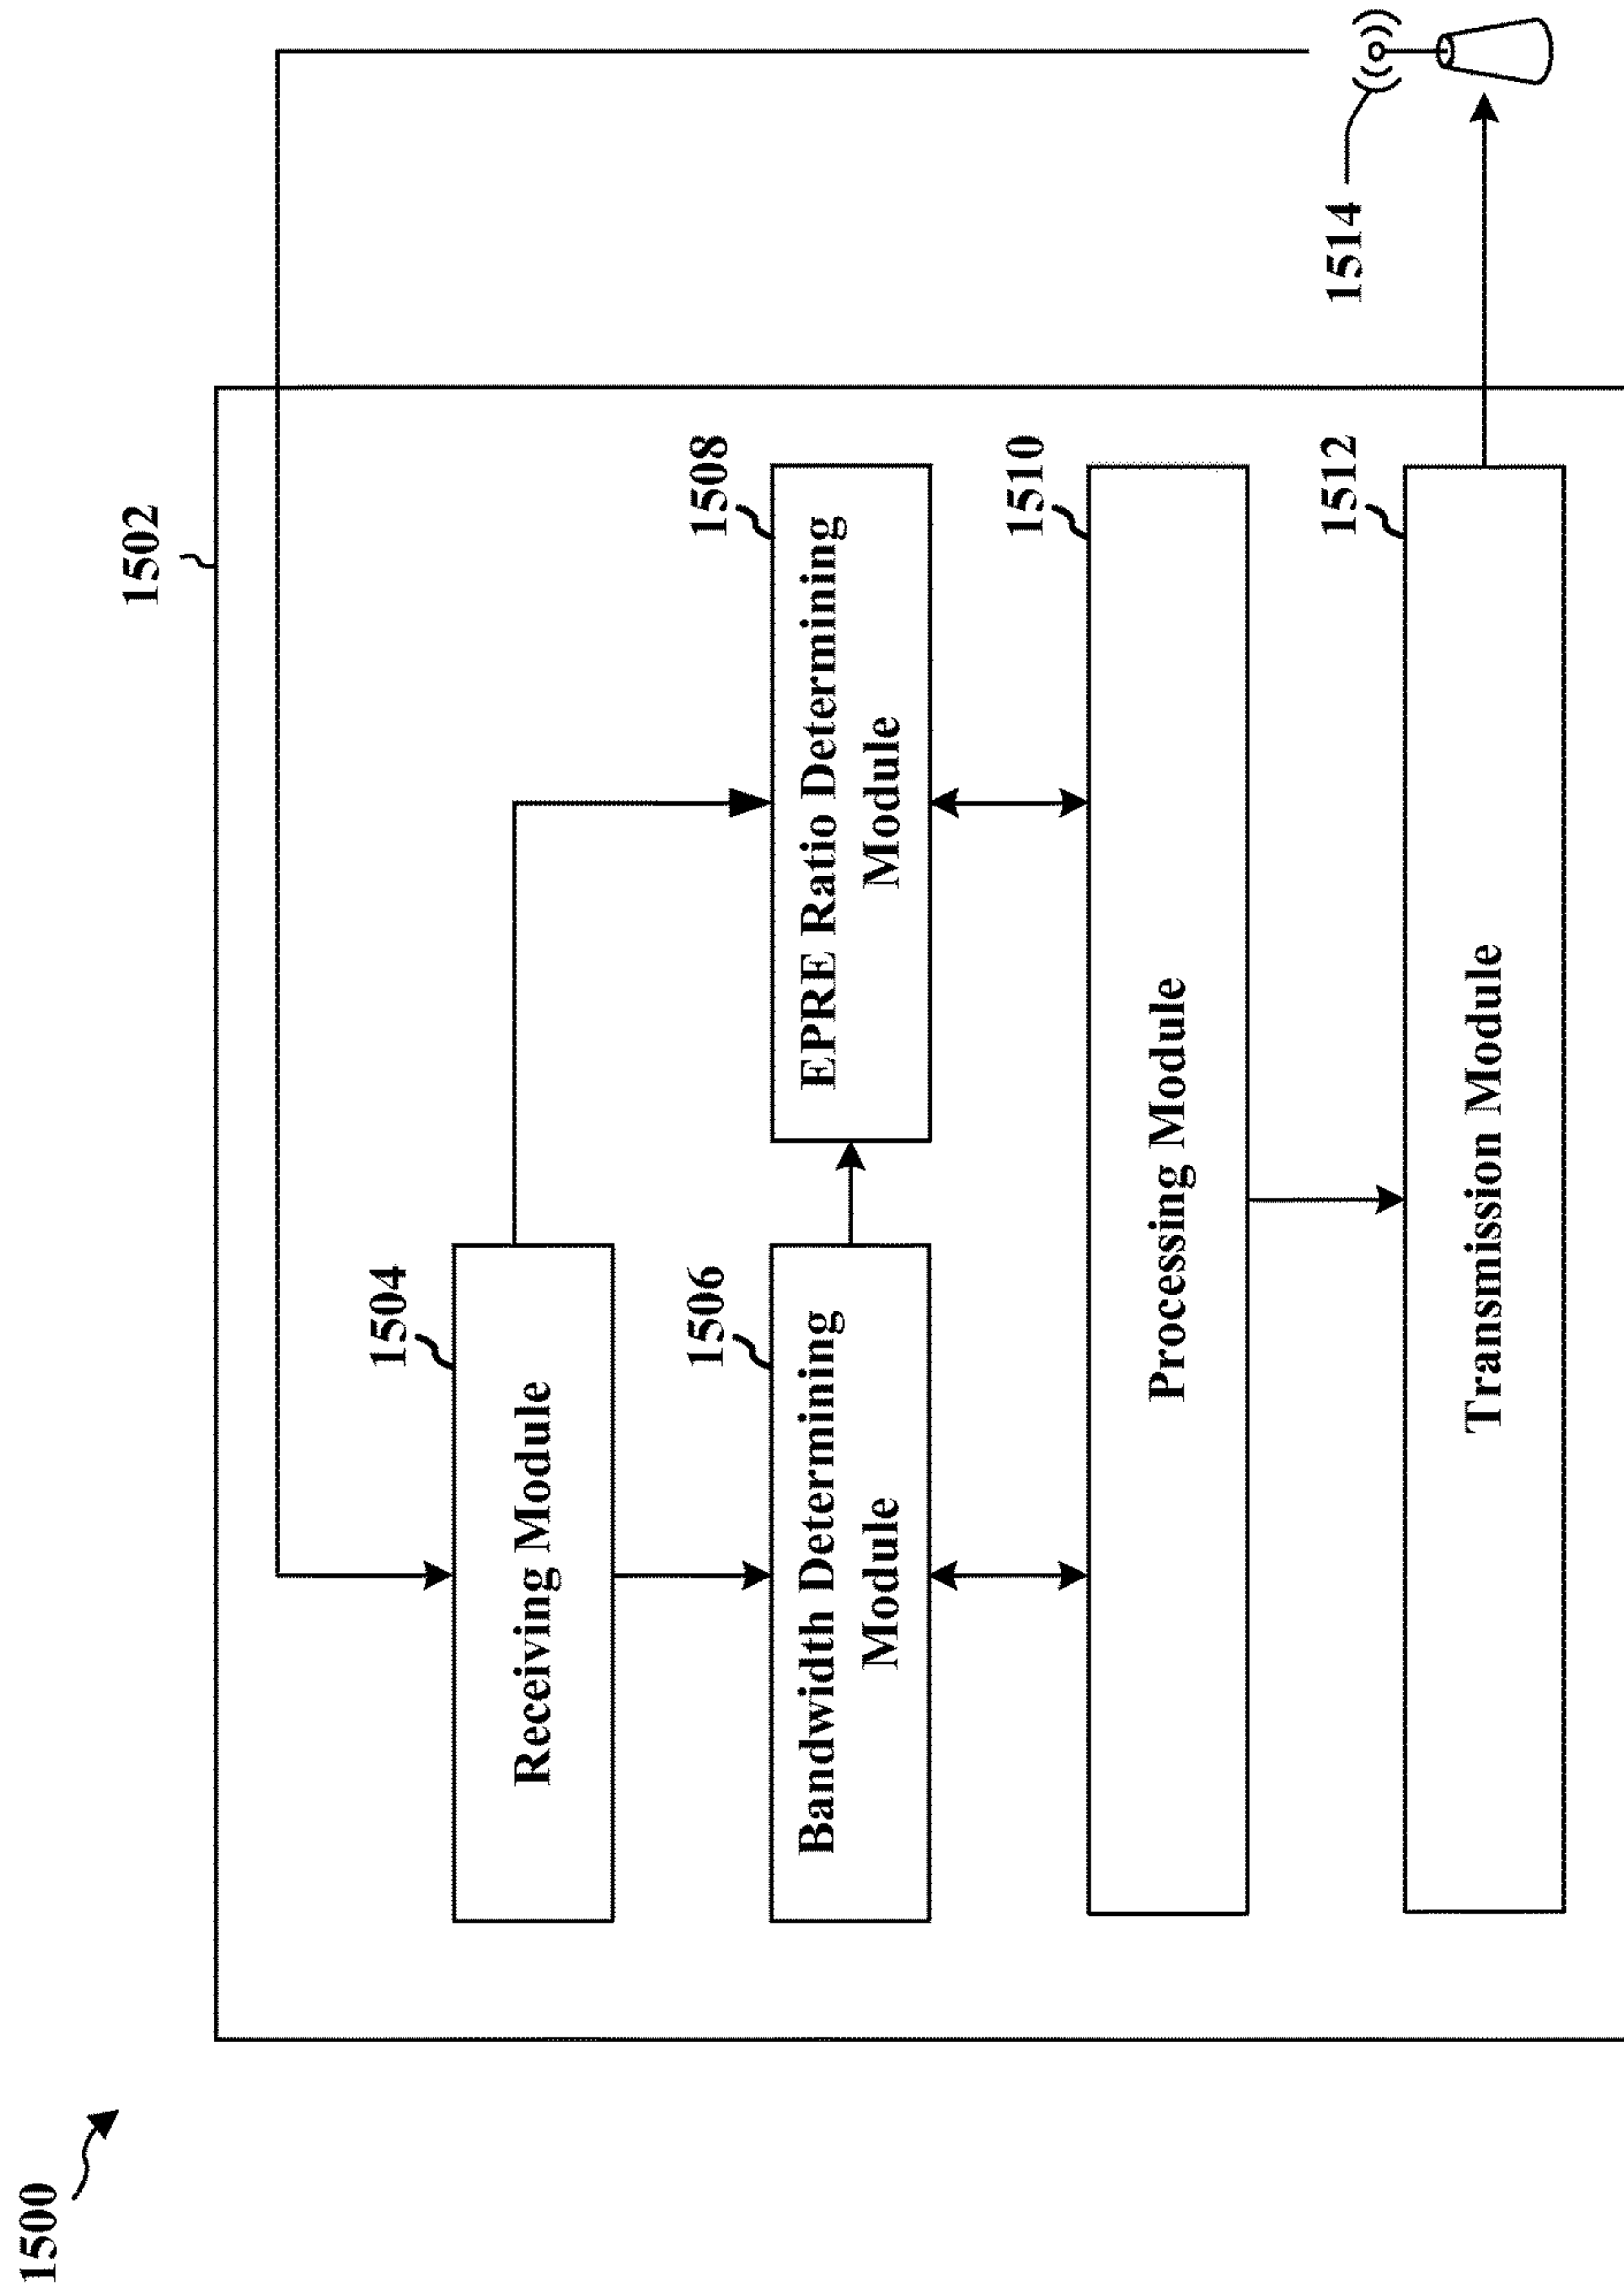 1500
1502
1504
Receiving Module
1506
Bandwidth Determining
Module
1508
EPRE Ratio Determining
Module
1510
Processing Module
1512
Transmission Module
1514